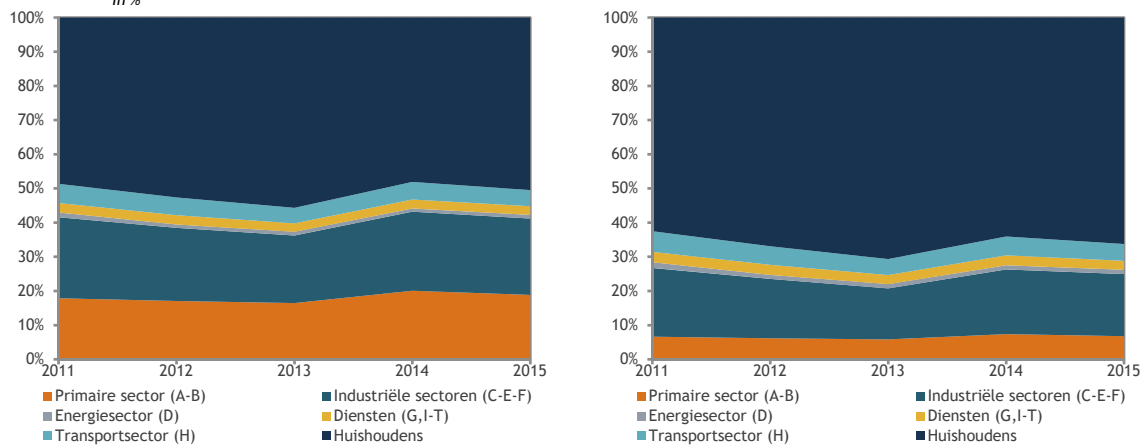 in %
100%
90%
80%
70%
60%
50%
40%
30%
20%
10%
0%
2011 2012 2013 2014 2015
Primaire sector (A-B) Industriële sectoren (C-E-F)
Energiesector (D) Diensten (G,I-T)
Transportsector (H) Huishoudens
100%
90%
80%
70%
60%
50%
40%
30%
20%
10%
0%
2011 2012 2013 2014 2015
Primaire sector (A-B) Industriële sectoren (C-E-F)
Energiesector (D) Diensten (G,I-T)
Transportsector (H) Huishoudens